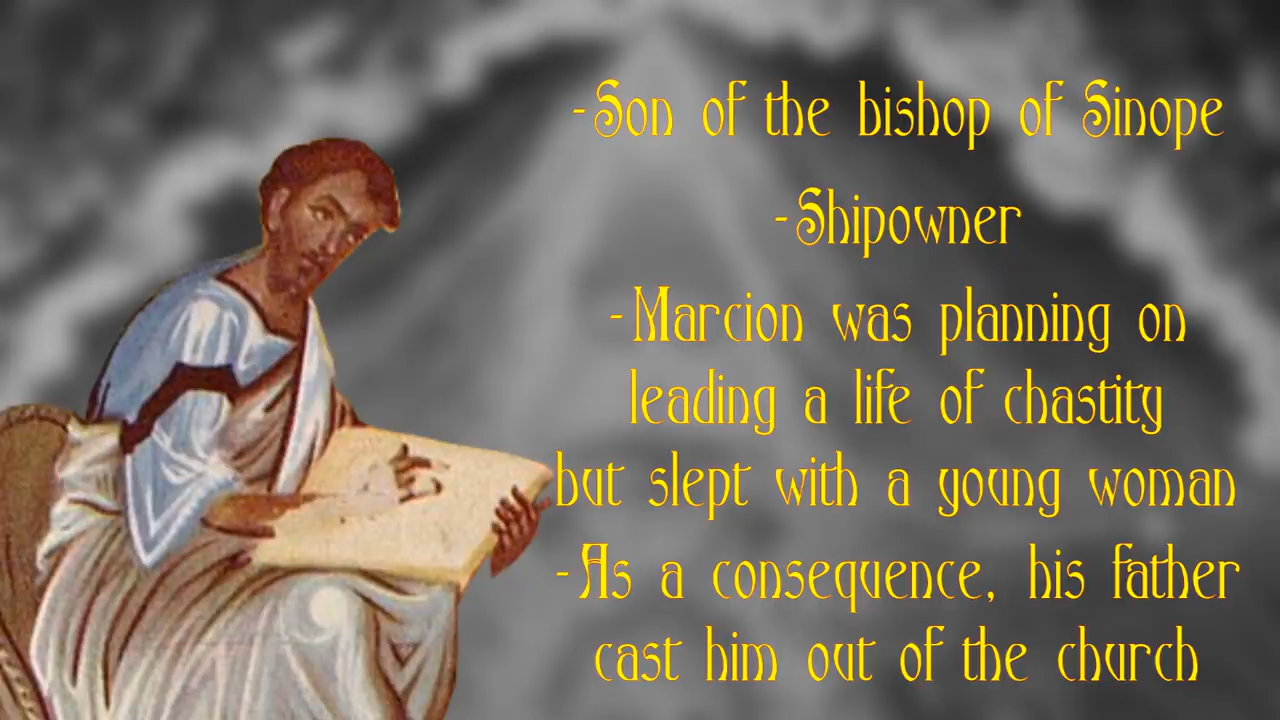 -Son of the bishop of Sinope
-Shipowner
-Marcion was planning on
leading a life of chastity
but slept with a young woman
-As a consequence, his father
cast him out of the church